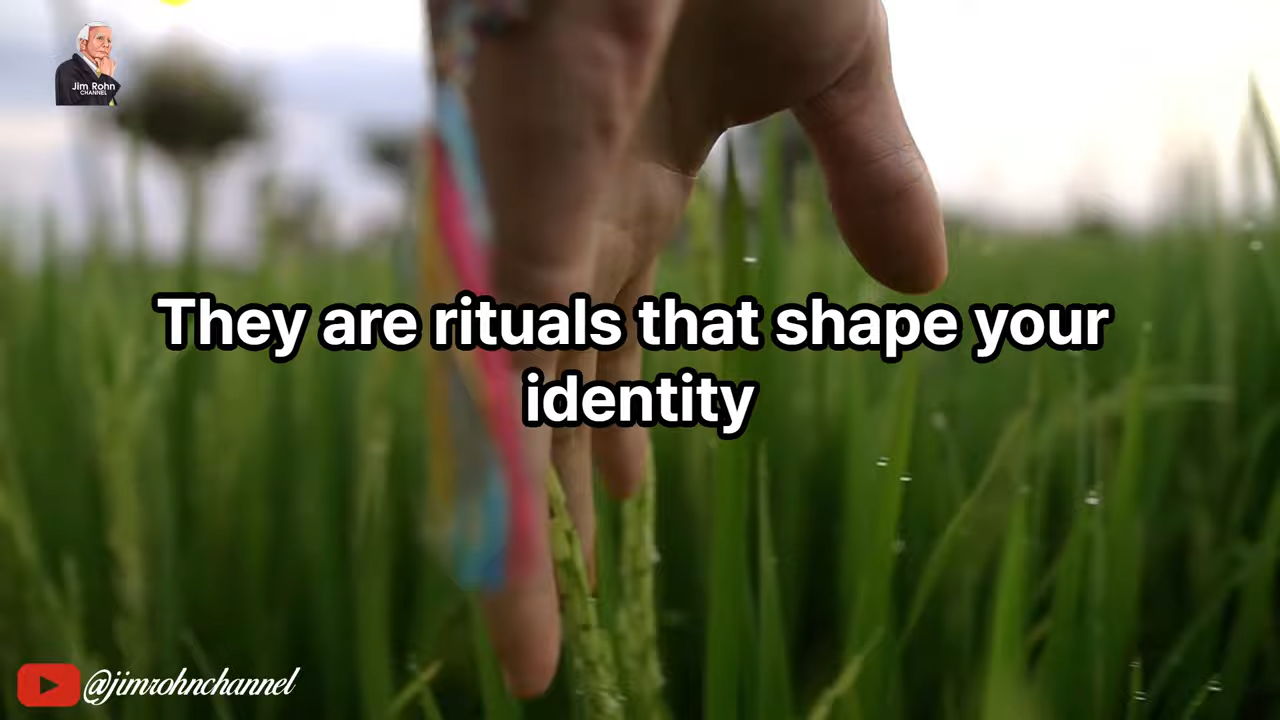 Jim Rohn
CHANNEL
They are rituals that shape your
identity
@jimrohnchannel